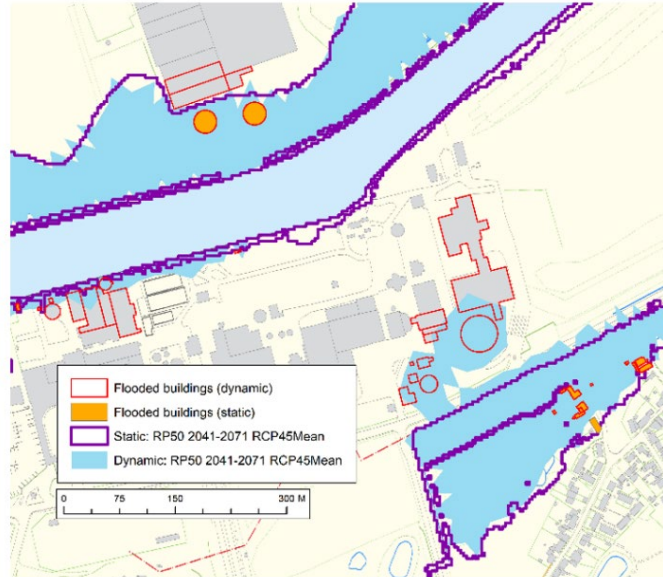 Flooded buildings (dynamic)
Flooded buildings (static)
Static: RP50 2041-2071 RCP45Mean
Dynamic: RP50 2041-2071 RCP45Mean
0 75 150 300 M